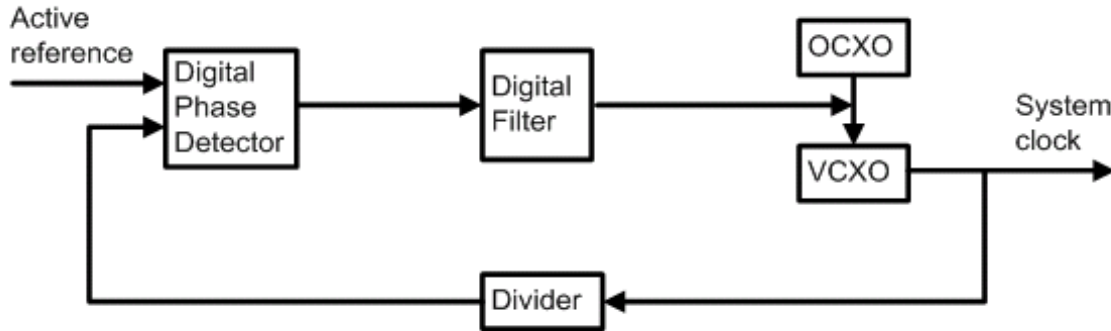 Active
reference
Digital
Phase
Detector
Digital
Filter
OCXO
VCXO
System
clock
Divider